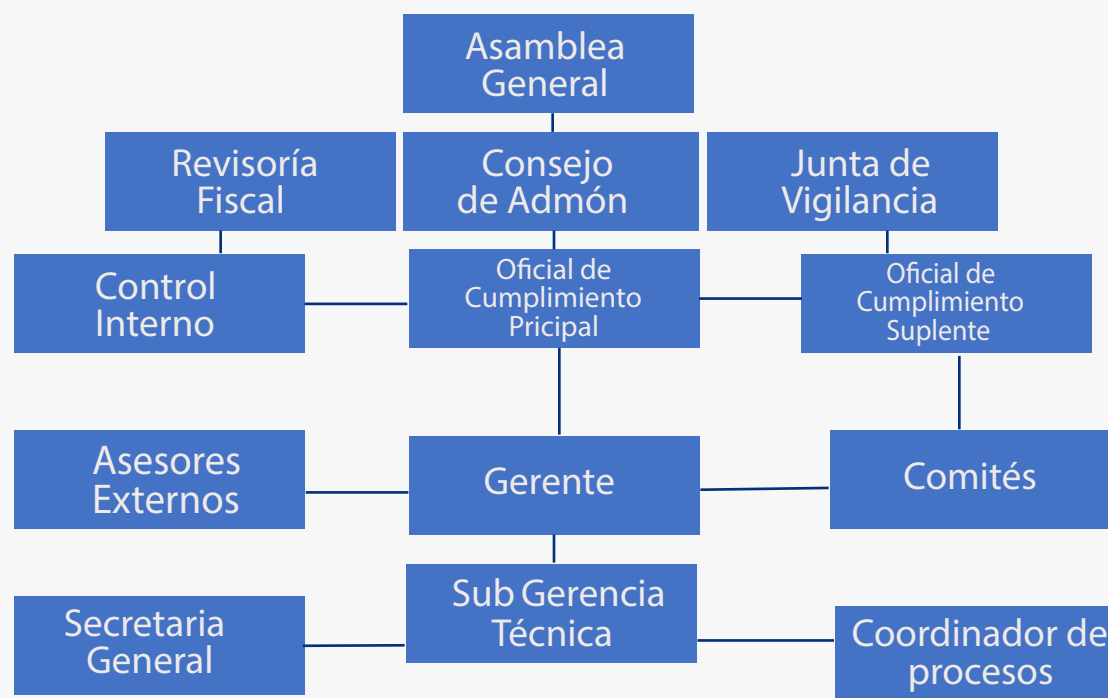 Asamblea
General
Revisoría
Fiscal
Consejo
de Admón
Junta de
Vigilancia
Control
Interno
Oficial de
Cumplimiento
Pricipal
Oficial de
Cumplimiento
Suplente
Asesores
Externos
Gerente
Comités
Secretaria
General
Sub Gerencia
Técnica
Coordinador de
procesos